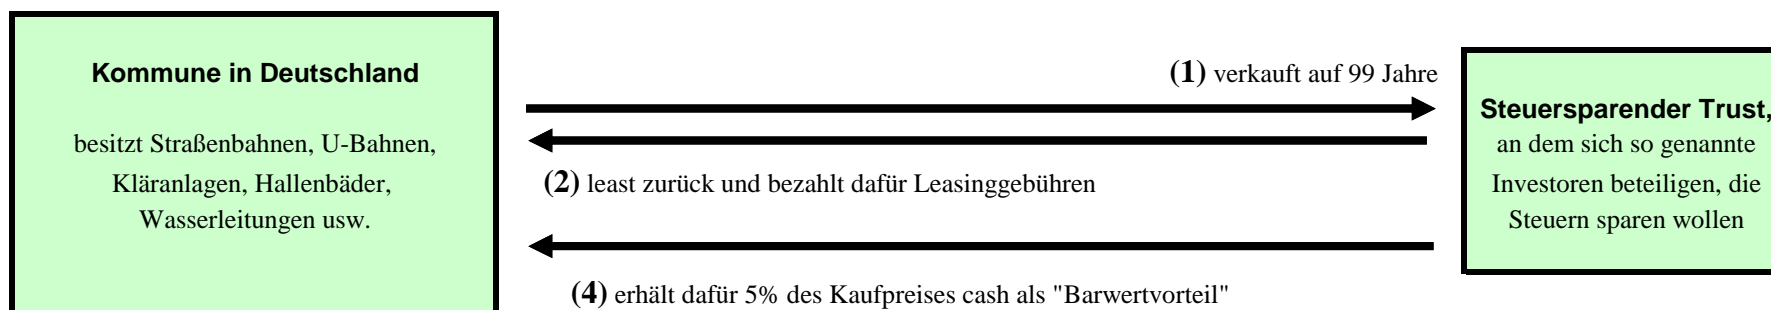 Kommune in Deutschland
besitzt Straßenbahnen, U-Bahnen,
Kläranlagen, Hallenbäder,
Wasserleitungen usw.
(1) verkauft auf 99 Jahre
(2) least zurück und bezahlt dafür Leasinggebühren
(4) erhält dafür 5% des Kaufpreises cash als "Barwertvorteil"
Steuersparender Trust,
an dem sich so genannte
Investoren beteiligen, die
Steuern sparen wollen